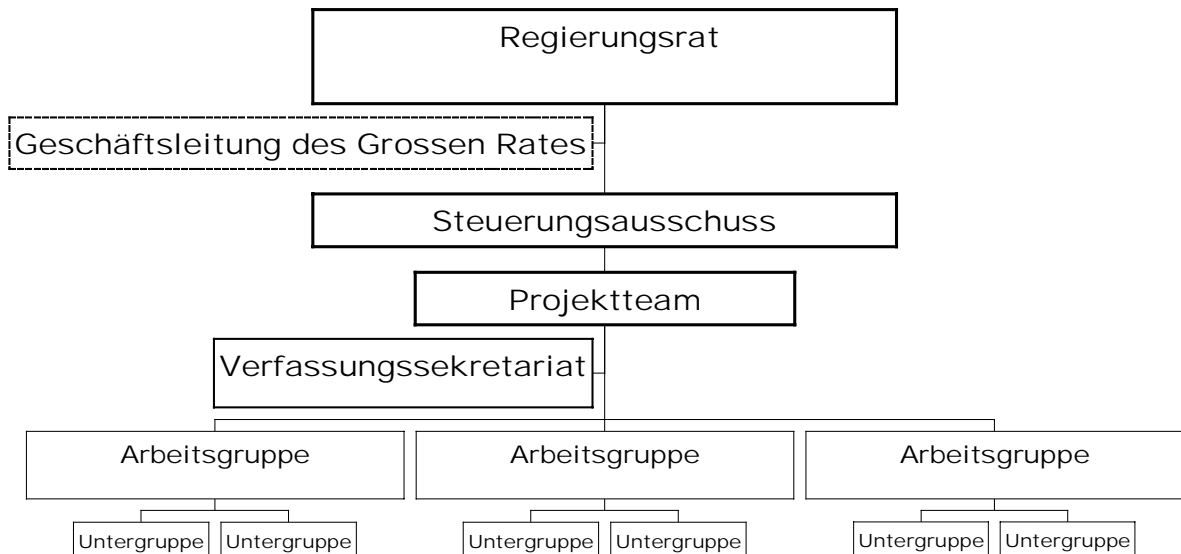 Regierungsrat
Geschäftsleitung des Grossen Rates
Steuerungsausschuss
Projektteam
Verfassungssekretariat
Arbeitsgruppe
Arbeitsgruppe
Arbeitsgruppe
Untergruppe
Untergruppe
Untergruppe
Untergruppe
Untergruppe
Untergruppe